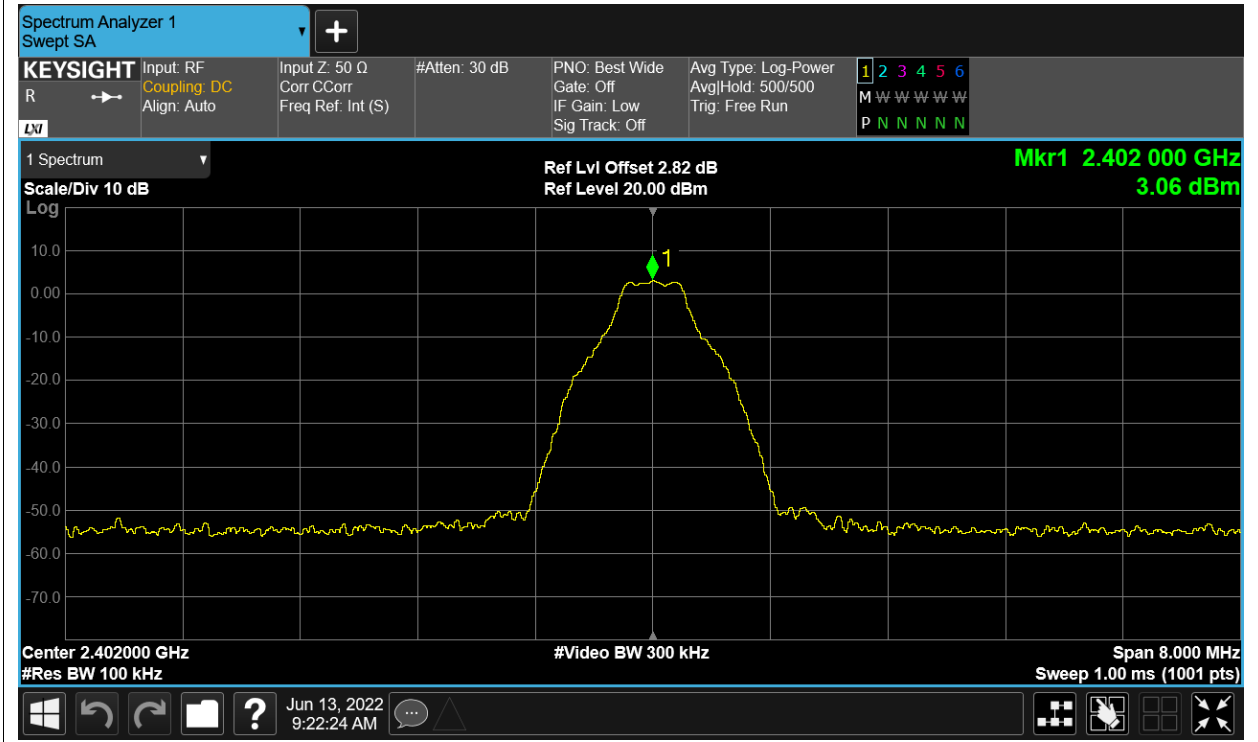 Spectrum Analyzer 1
Swept SA
KEYSIGHT
R
LXI
Input: RF
Coupling: DC
Align: Auto
Input Z: 50 Ω
Corr CCorr
Freq Ref: Int (S)
#Atten: 30 dB
PNO: Best Wide
Gate: Off
IF Gain: Low
Sig Track: Off
Avg Type: Log-Power
Avg|Hold: 500/500
Trig: Free Run
1 2 3 4 5 6
M W W W W W W
P N N N N N N
1 Spectrum
Scale/Div 10 dB
Log
Ref Lvl Offset 2.82 dB
Ref Level 20.00 dBm
Mkr1 2.402 000 GHz
3.06 dBm
1
10.0
0.00
-10.0
-20.0
-30.0
-40.0
-50.0
-60.0
-70.0
Center 2.402000 GHz
#Res BW 100 kHz
#Video BW 300 kHz
Span 8.000 MHz
Sweep 1.00 ms (1001 pts)
?
Jun 13, 2022
9:22:24 AM